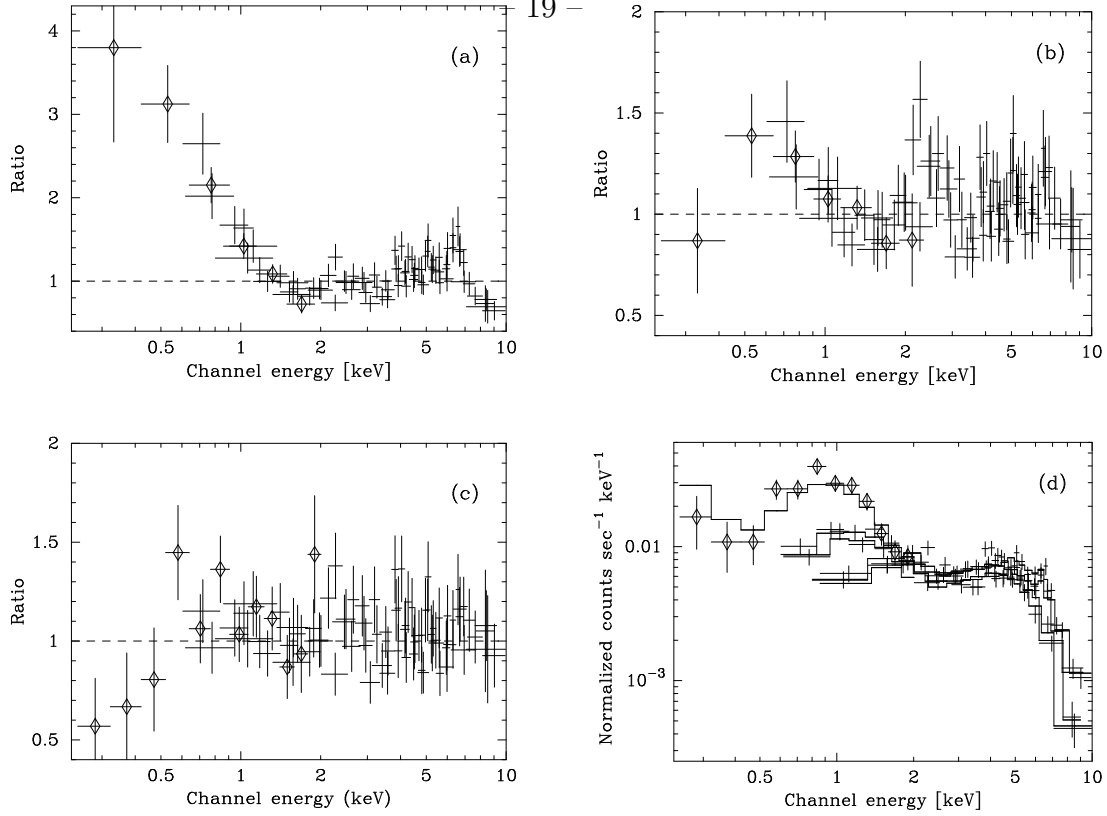 – 19 –
4
3
2
1
Ratio
(a)
0.5 1 2 5 10
Channel energy [keV]
2
1.5
1
0.5
Ratio
(b)
0.5 1 2 5 10
Channel energy [keV]
2
1.5
1
0.5
Ratio
(c)
0.5 1 2 5 10
Channel energy (keV)
0.01
10⁻³
Normalized counts sec⁻¹ keV⁻¹
(d)
0.5 1 2 5 10
Channel energy [keV]